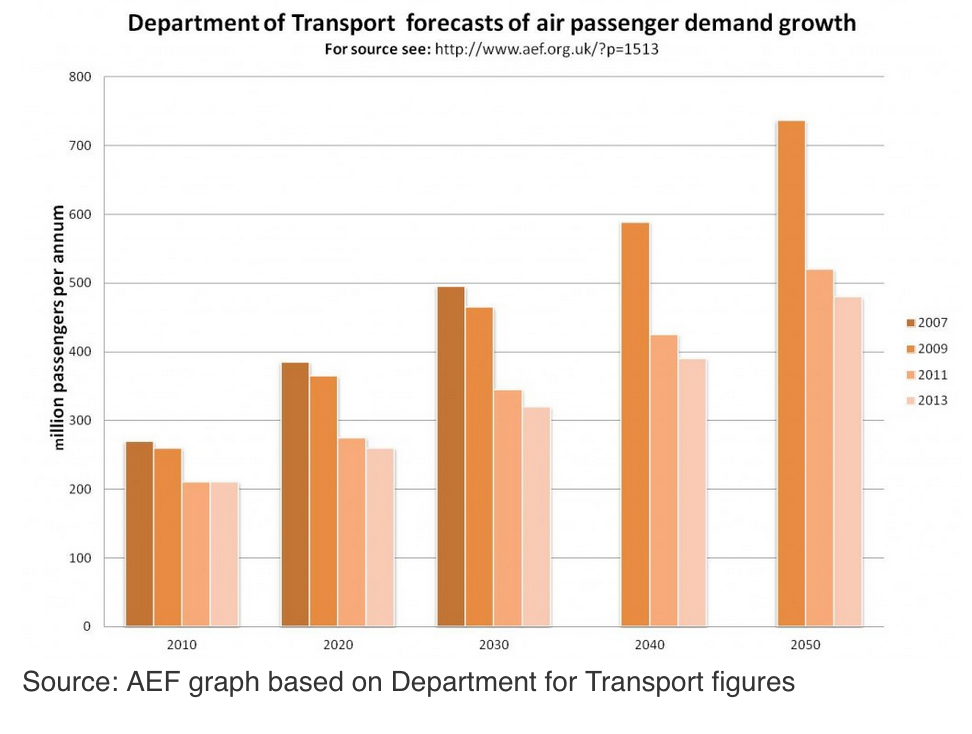 Department of Transport forecasts of air passenger demand growth
For source see: http://www.aef.org.uk/?p=1513
million passengers per annum
800
700
600
500
400
300
200
100
0
2010 2020 2030 2040 2050
2007
2009
2011
2013
Source: AEF graph based on Department for Transport figures